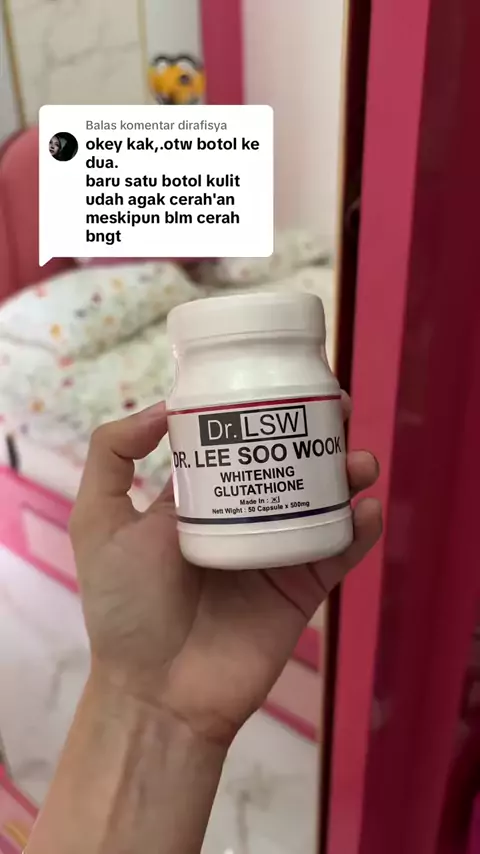 Balas komentar dirafisya
okey kak,.otw botol ke
dua.
baru satu botol kulit
udah agak cerah'an
meskipun blm cerah
bngt
Dr. LSW
DR. LEE SOO WOOK
WHITENING
GLUTATHIONE
Made In :
Nett Wight : 50 Capsula x 500mg